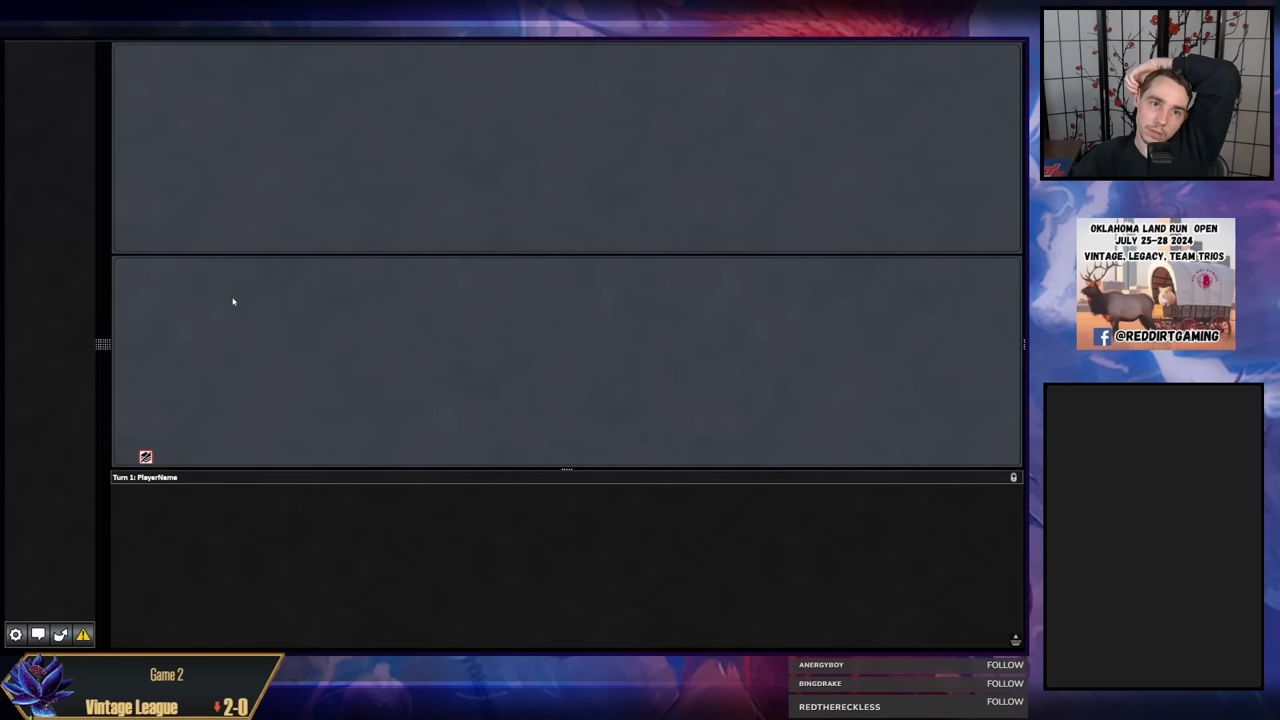 OKLAHOMA LAND RUN OPEN
JULY 25-28 2024
VINTAGE, LEGACY, TEAM TRIOS
@REDDIRTGAMING
Turn 1: PlayerName
Game 2
Vintage League 2-0
ANERGYBOY FOLLOW
BINGDRAKE FOLLOW
REDTHERECKLESS FOLLOW